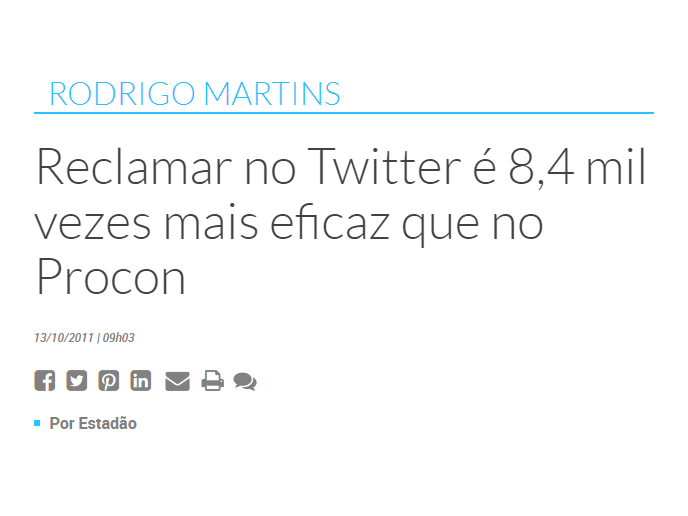 RODRIGO MARTINS
Reclamar no Twitter é 8,4 mil
vezes mais eficaz que no
Procon
13/10/2011 | 09h03
Por Estadão